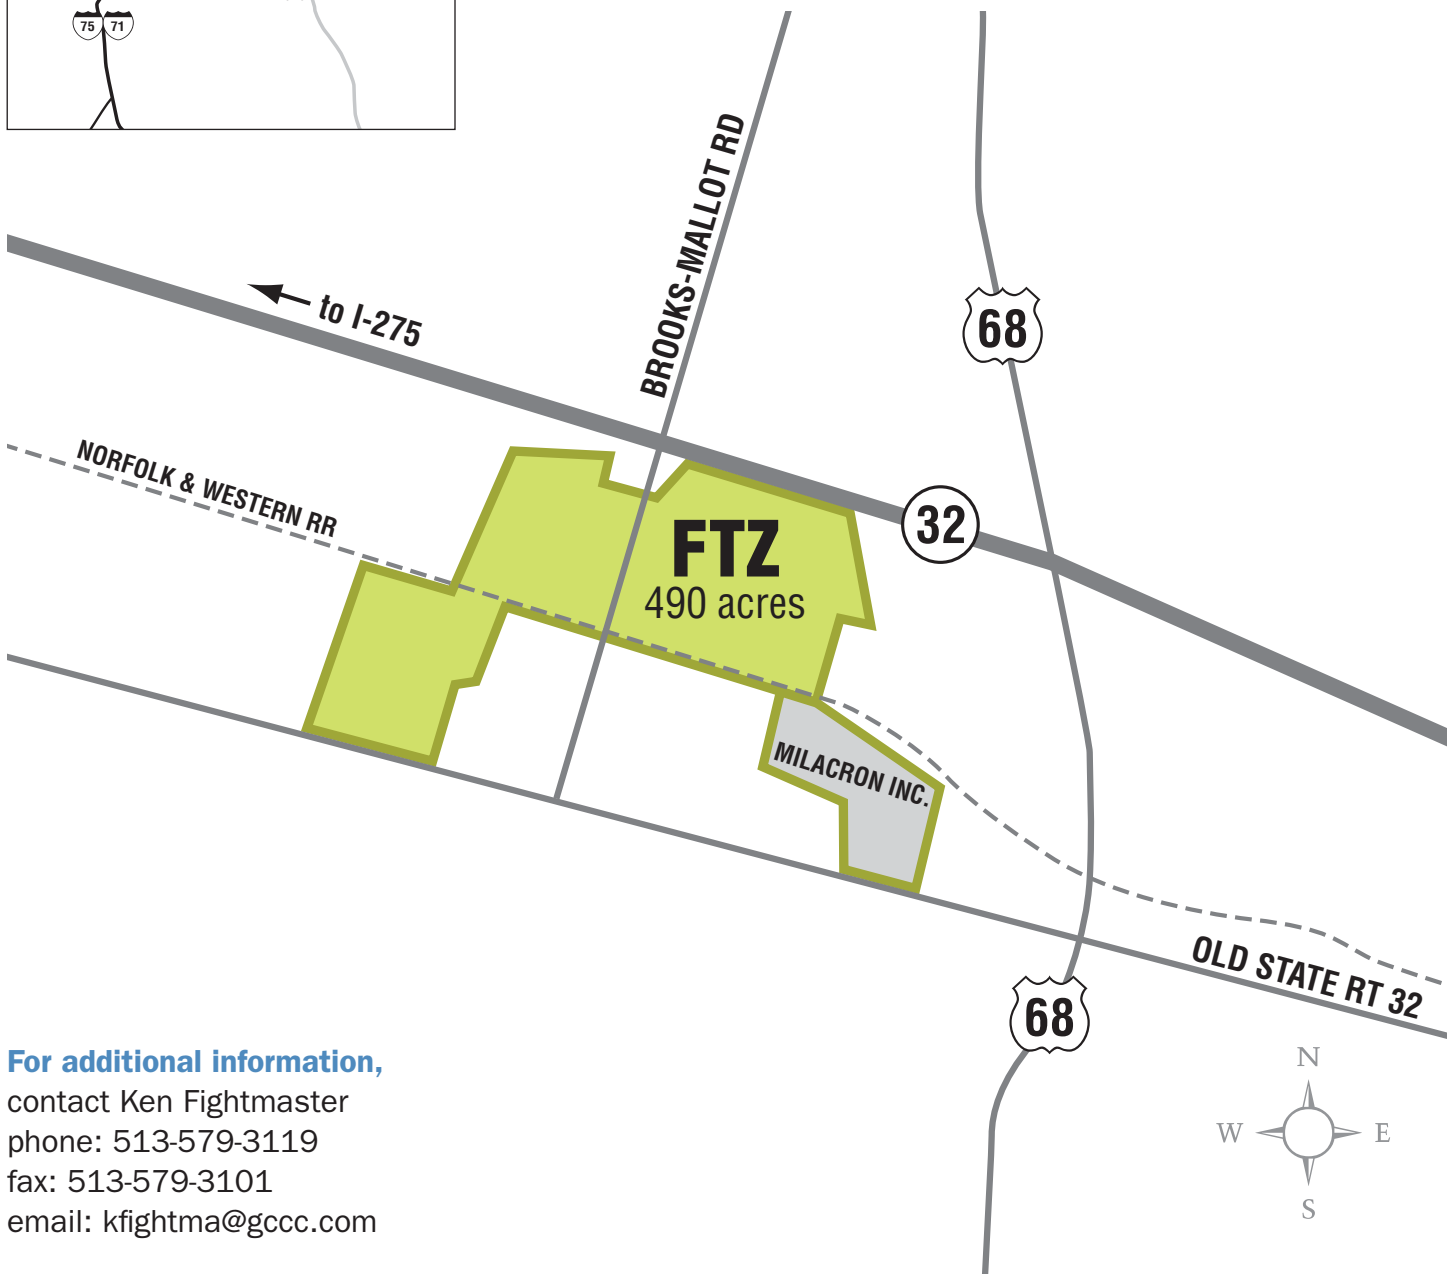 75 71
BROOKS-MALLOT RD
68
to I-275
NORFOLK & WESTERN RR
32
FTZ
490 acres
MILACRON INC.
OLD STATE RT 32
68
For additional information,
contact Ken Fightmaster
phone: 513-579-3119
fax: 513-579-3101
email: kfightma@gccc.com
N
W E
S